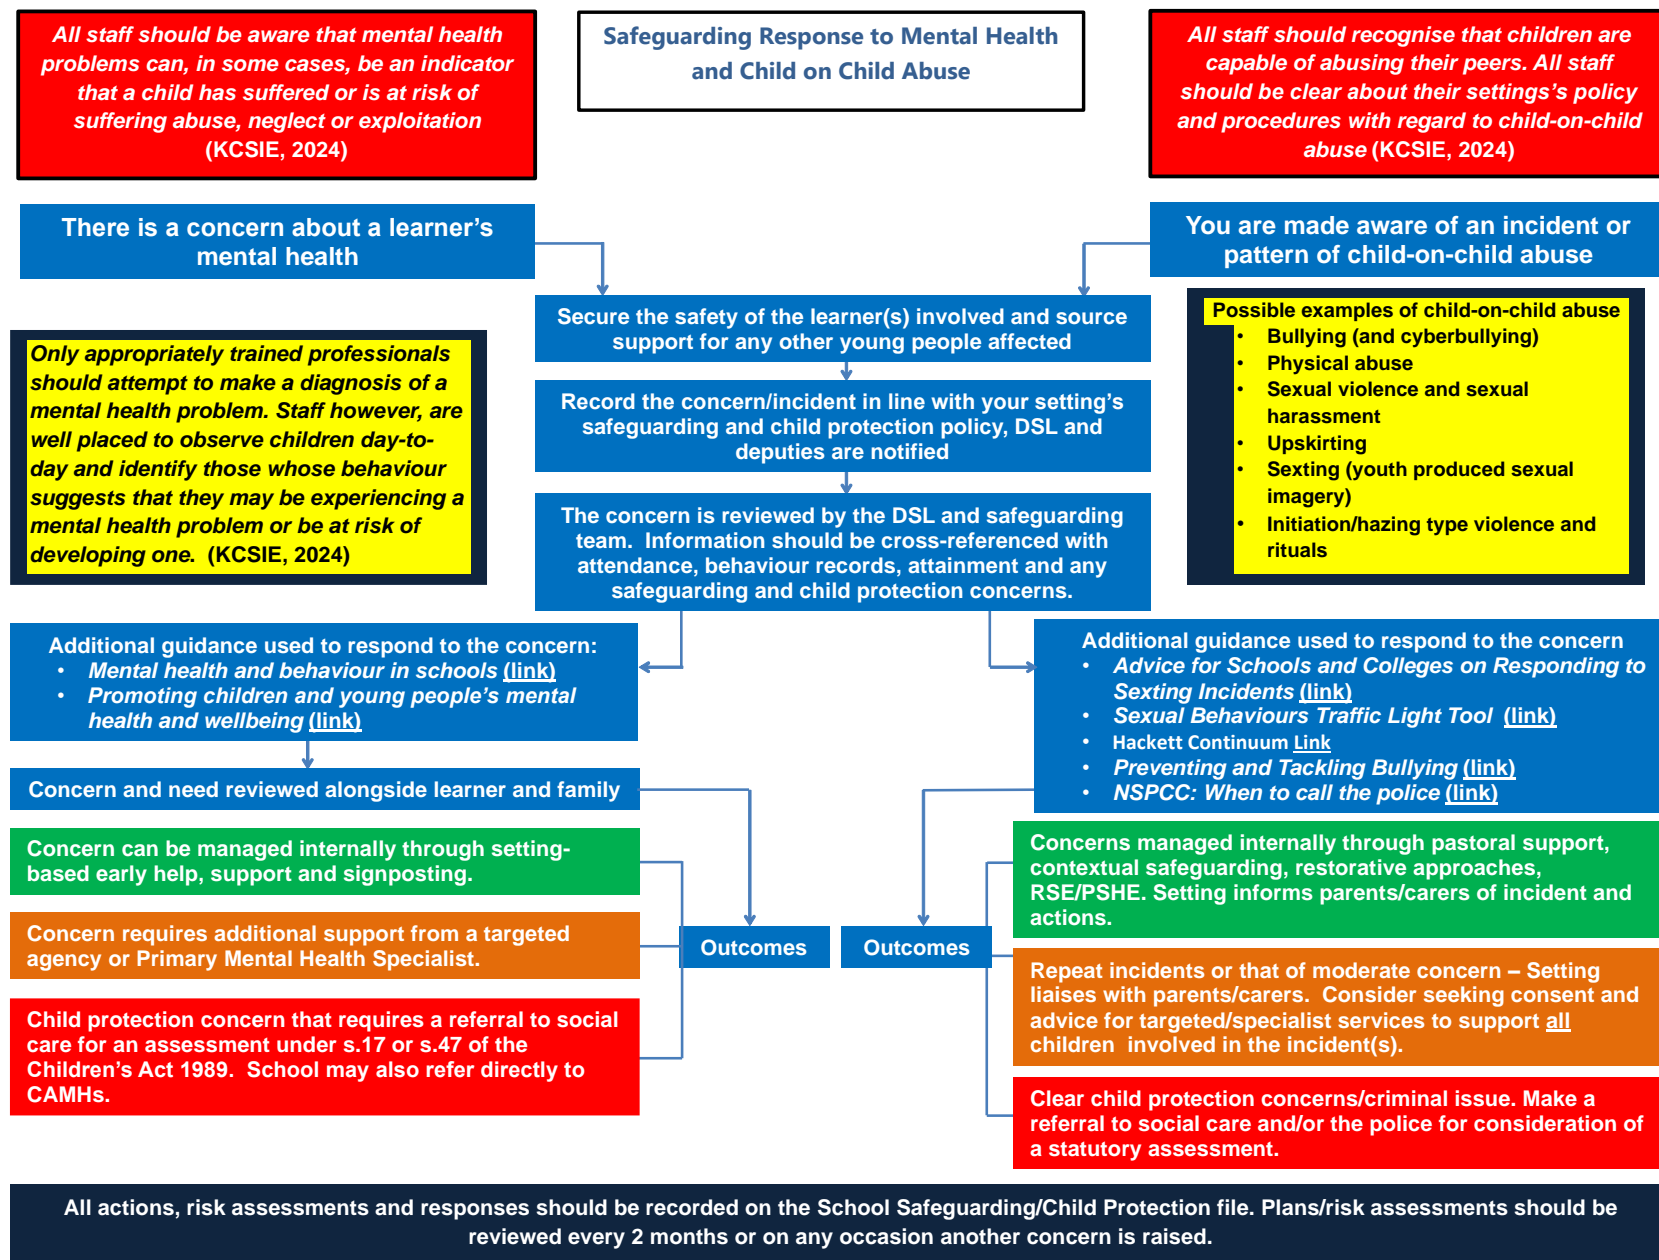 All staff should be aware that mental health
problems can, in some cases, be an indicator
that a child has suffered or is at risk of
suffering abuse, neglect or exploitation
(KCSIE, 2024)
Safeguarding Response to Mental Health
and Child on Child Abuse
All staff should recognise that children are
capable of abusing their peers. All staff
should be clear about their settings's policy
and procedures with regard to child-on-child
abuse (KCSIE, 2024)
There is a concern about a learner's
mental health
You are made aware of an incident or
pattern of child-on-child abuse
Secure the safety of the learner(s) involved and source
support for any other young people affected
Record the concern/incident in line with your setting's
safeguarding and child protection policy, DSL and
deputies are notified
The concern is reviewed by the DSL and safeguarding
team. Information should be cross-referenced with
attendance, behaviour records, attainment and any
safeguarding and child protection concerns.
Only appropriately trained professionals
should attempt to make a diagnosis of a
mental health problem. Staff however, are
well placed to observe children day-to-
day and identify those whose behaviour
suggests that they may be experiencing a
mental health problem or be at risk of
developing one. (KCSIE, 2024)
Possible examples of child-on-child abuse
• Bullying (and cyberbullying)
• Physical abuse
• Sexual violence and sexual
harassment
• Upskirting
• Sexting (youth produced sexual
imagery)
• Initiation/hazing type violence and
rituals
Additional guidance used to respond to the concern:
• Mental health and behaviour in schools (link)
• Promoting children and young people's mental
health and wellbeing (link)
Additional guidance used to respond to the concern
• Advice for Schools and Colleges on Responding to
Sexting Incidents (link)
• Sexual Behaviours Traffic Light Tool (link)
• Hackett Continuum Link
• Preventing and Tackling Bullying (link)
• NSPCC: When to call the police (link)
Concern and need reviewed alongside learner and family
Concern can be managed internally through setting-
based early help, support and signposting.
Concern requires additional support from a targeted
agency or Primary Mental Health Specialist.
Child protection concern that requires a referral to social
care for an assessment under s.17 or s.47 of the
Children's Act 1989. School may also refer directly to
CAMHs.
Outcomes
Outcomes
Concerns managed internally through pastoral support,
contextual safeguarding, restorative approaches,
RSE/PSHE. Setting informs parents/carers of incident and
actions.
Repeat incidents or that of moderate concern – Setting
liaises with parents/carers. Consider seeking consent and
advice for targeted/specialist services to support all
children involved in the incident(s).
Clear child protection concerns/criminal issue. Make a
referral to social care and/or the police for consideration of
a statutory assessment.
All actions, risk assessments and responses should be recorded on the School Safeguarding/Child Protection file. Plans/risk assessments should be
reviewed every 2 months or on any occasion another concern is raised.